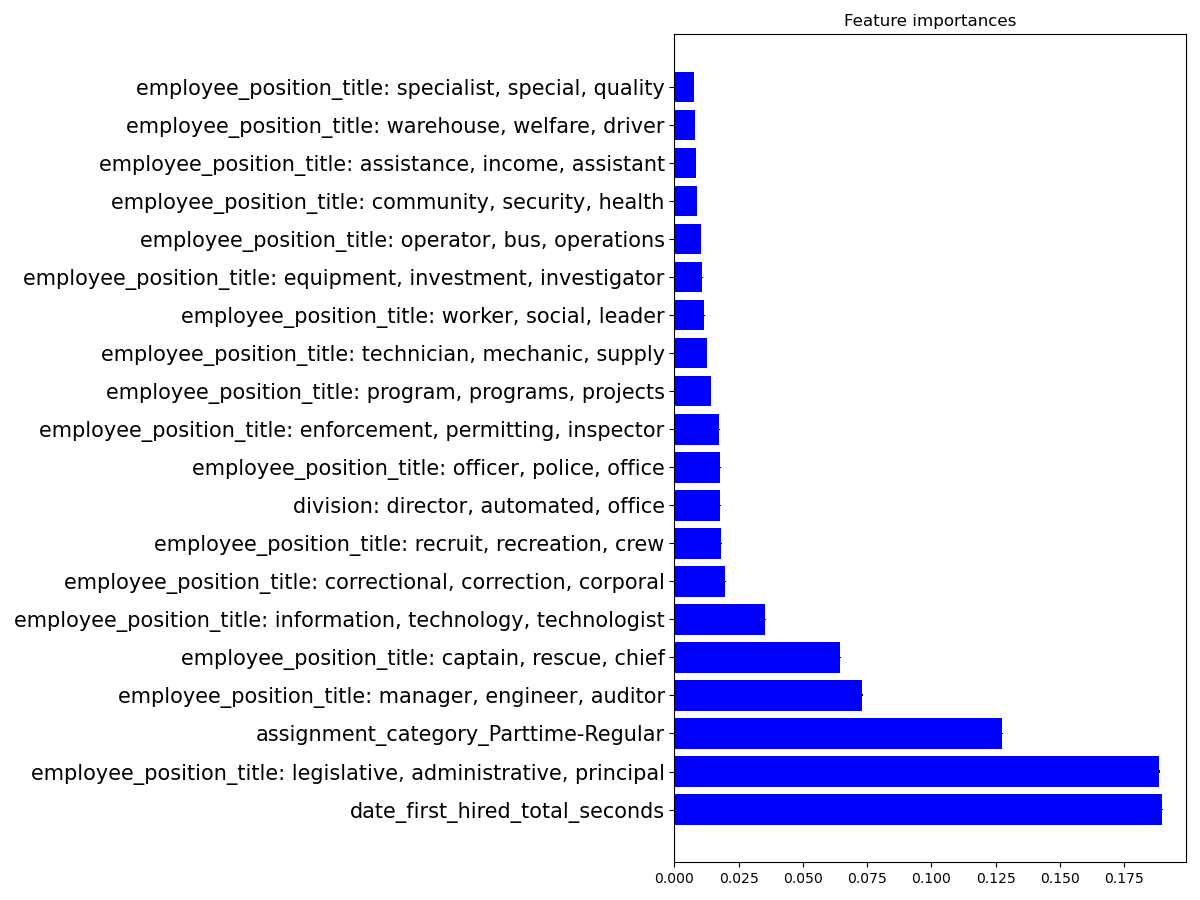 Feature importances
employee_position_title: specialist, special, quality
employee_position_title: warehouse, welfare, driver
employee_position_title: assistance, income, assistant
employee_position_title: community, security, health
employee_position_title: operator, bus, operations
employee_position_title: equipment, investment, investigator
employee_position_title: worker, social, leader
employee_position_title: technician, mechanic, supply
employee_position_title: program, programs, projects
employee_position_title: enforcement, permitting, inspector
employee_position_title: officer, police, office
division: director, automated, office
employee_position_title: recruit, recreation, crew
employee_position_title: correctional, correction, corporal
employee_position_title: information, technology, technologist
employee_position_title: captain, rescue, chief
employee_position_title: manager, engineer, auditor
assignment_category_Parttime-Regular
employee_position_title: legislative, administrative, principal
date_first_hired_total_seconds
0.000 0.025 0.050 0.075 0.100 0.125 0.150 0.175